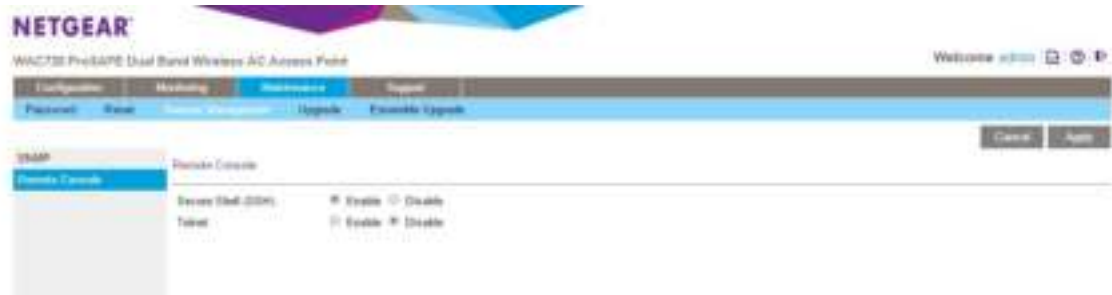 NETGEAR
WAC730 ProSAFE Dual Band Wireless AC Access Point
Welcome admin
Configuration Monitoring Maintenance Support
Password Reset Remote Management Upgrade Ensemble Upgrade
Cancel Apply
SNMP
Remote Console
Remote Console
Secure Shell (SSH) Enable Disable
Telnet Enable Disable